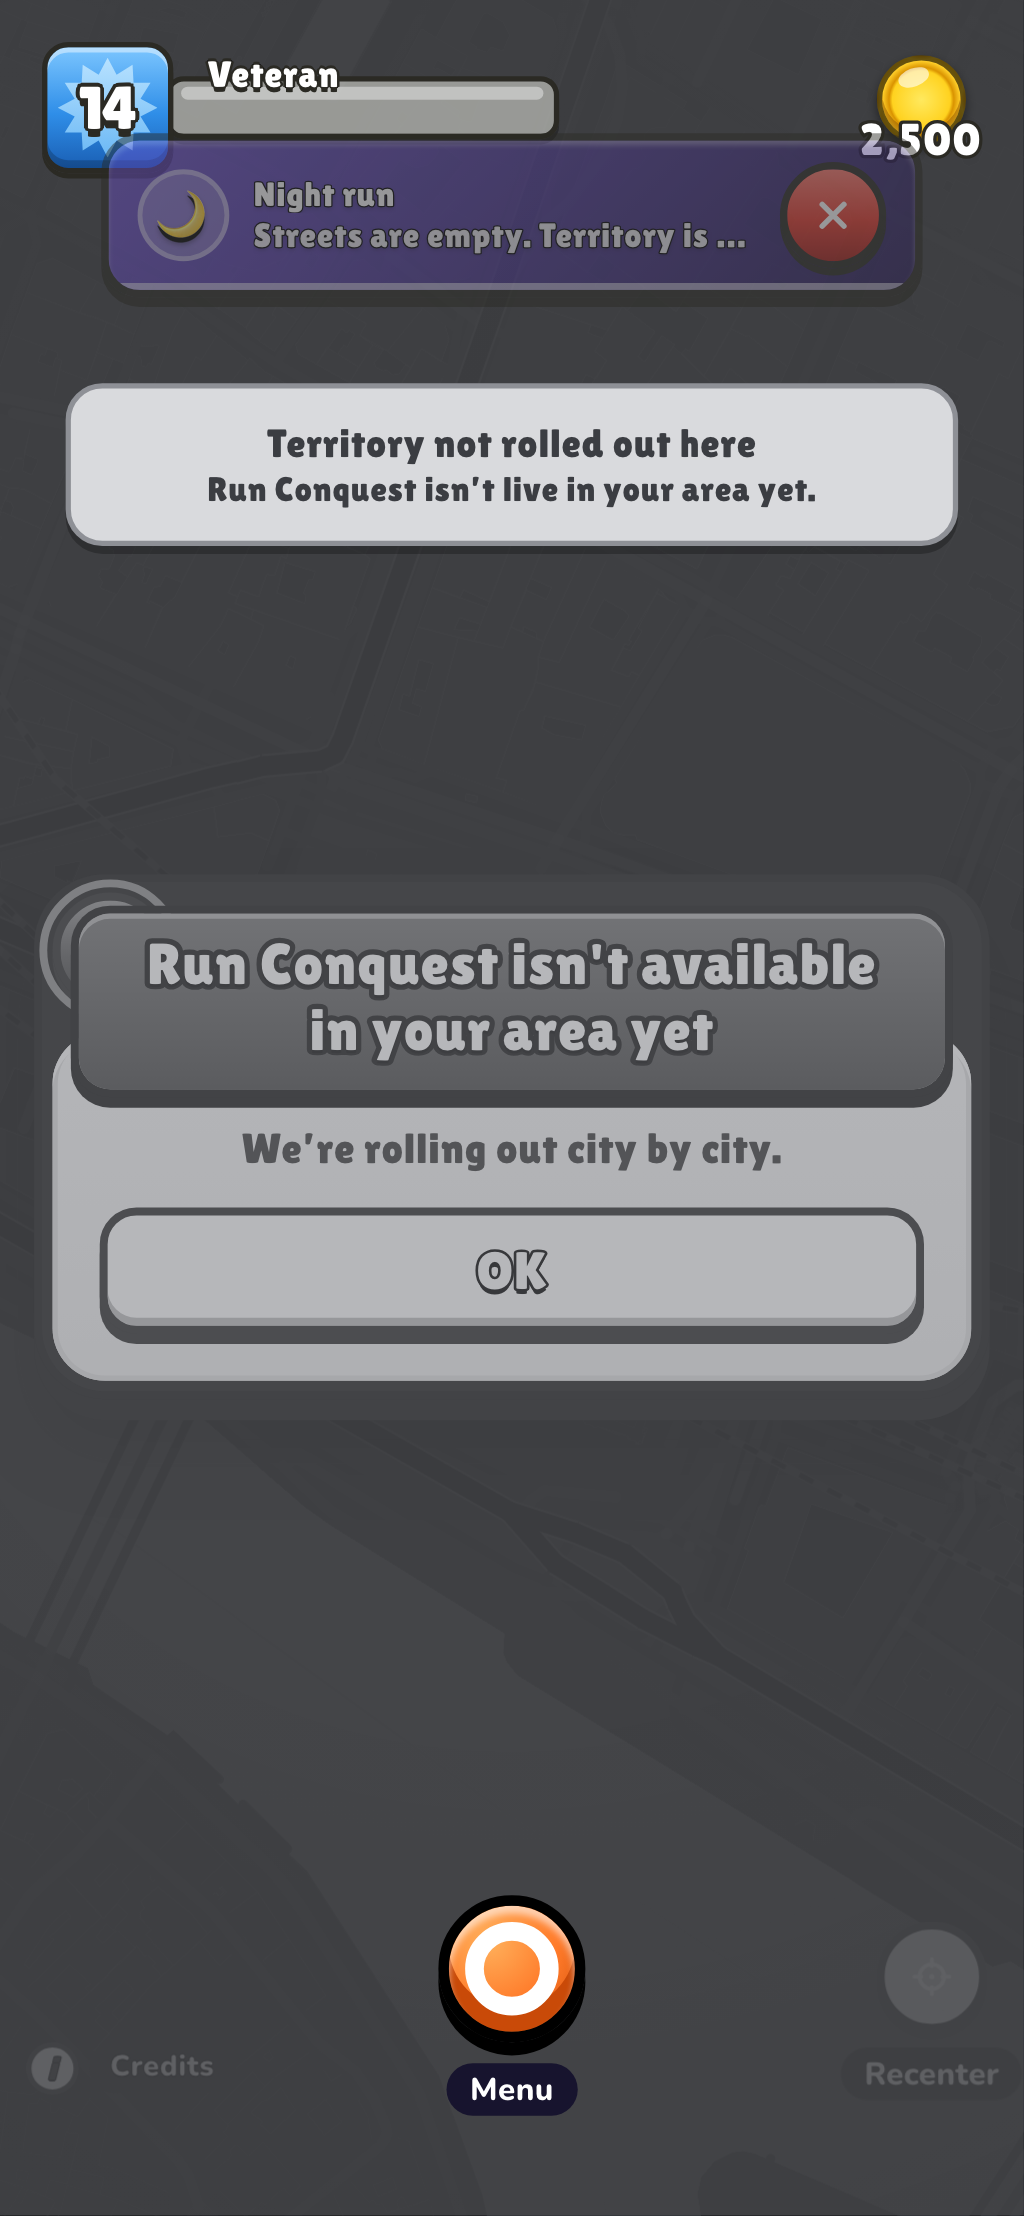 14
Veteran
2,500
Night run
Streets are empty. Territory is ...
Territory not rolled out here
Run Conquest isn't live in your area yet.
Run Conquest isn't available
in your area yet
We're rolling out city by city.
OK
Credits
Menu
Recenter